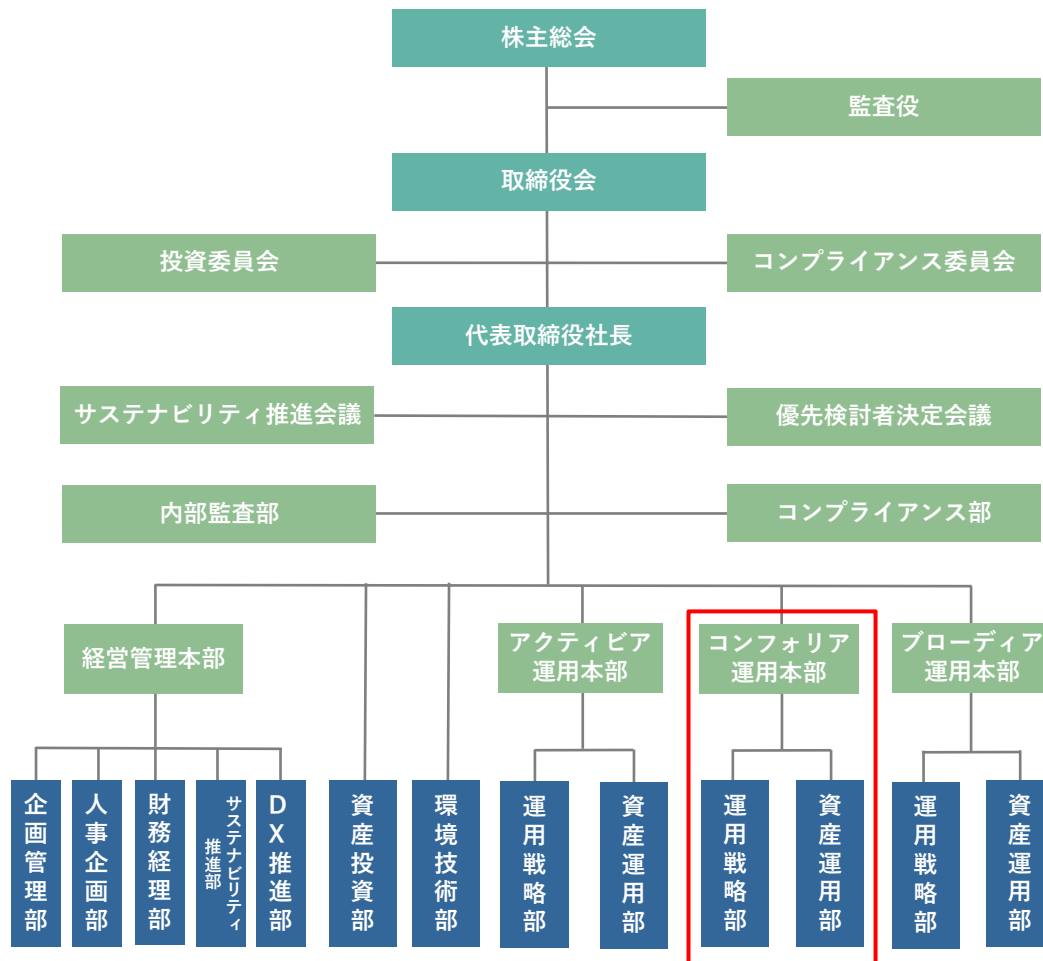 株主総会
監査役
取締役会
投資委員会
コンプライアンス委員会
代表取締役社長
サステナビリティ推進会議
優先検討者決定会議
内部監査部
コンプライアンス部
経営管理本部
アクティビア
運用本部
コンフォリア
運用本部
ブローディア
運用本部
企画管理部
人事企画部
財務経理部
サステナビリティ
推進部
DX推進部
資産投資部
環境技術部
運用戦略部
資産運用部
運用戦略部
資産運用部
運用戦略部
資産運用部